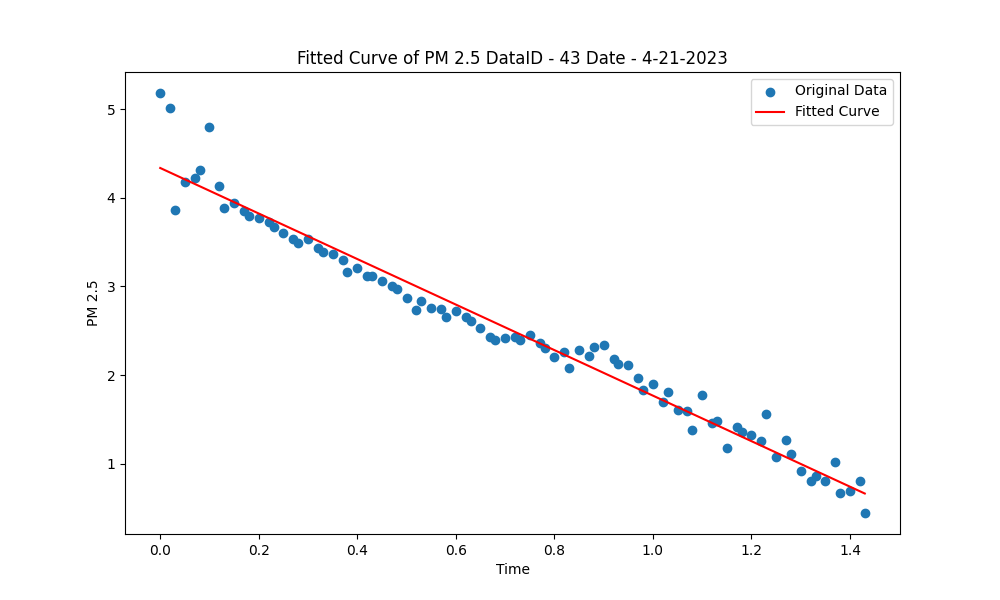 Fitted Curve of PM 2.5 DataID - 43 Date - 4-21-2023
Original Data
Fitted Curve
PM 2.5
5
4
3
2
1
0.0 0.2 0.4 0.6 0.8 1.0 1.2 1.4
Time